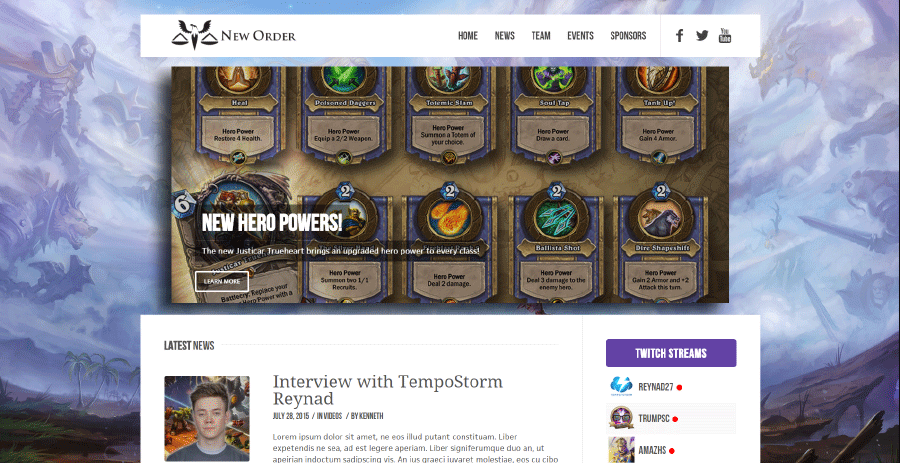 New Order
HOME NEWS TEAM EVENTS SPONSORS
You Tube
Heal
Hero Power
Restore 4 Health.
Poisoned Daggers
Hero Power
Equip a 2/2 Weapon.
Totemic Slam
Hero Power
Summon a Totem of
your choice.
Soul Tap
Hero Power
Draw a card.
Tank Up!
Hero Power
Gain 4 Armor.
6
2
2
2
2
NEW HERO POWERS!
The new Justicar Trueheart brings an upgraded hero power to every class!
LEARN MORE
Battlecry: Replace your
Hero Power with a
Hero Power
Summon two 1/1
Recruits.
Hero Power
Deal 2 damage.
Ballista Shot
Hero Power
Deal 3 damage to the
enemy hero.
Dire Shapeshift
Hero Power
Gain 2 Armor and +2
Attack this turn.
LATEST NEWS
Interview with TempoStorm
Reynad
JULY 28, 2015 / IN VIDEOS / BY KENNETH
Lorem ipsum dolor sit amet, ne eos illud putant constituam. Liber
expetendis ne sea, ad est legere aperiam. Liber signiferumque duo an, ut
apeirian indoctum sadipscing vis. An ius graeci iuvaret molestiae, eos cu cibo
TWITCH STREAMS
REYNAD27
TRUMPSC
AMAZHS